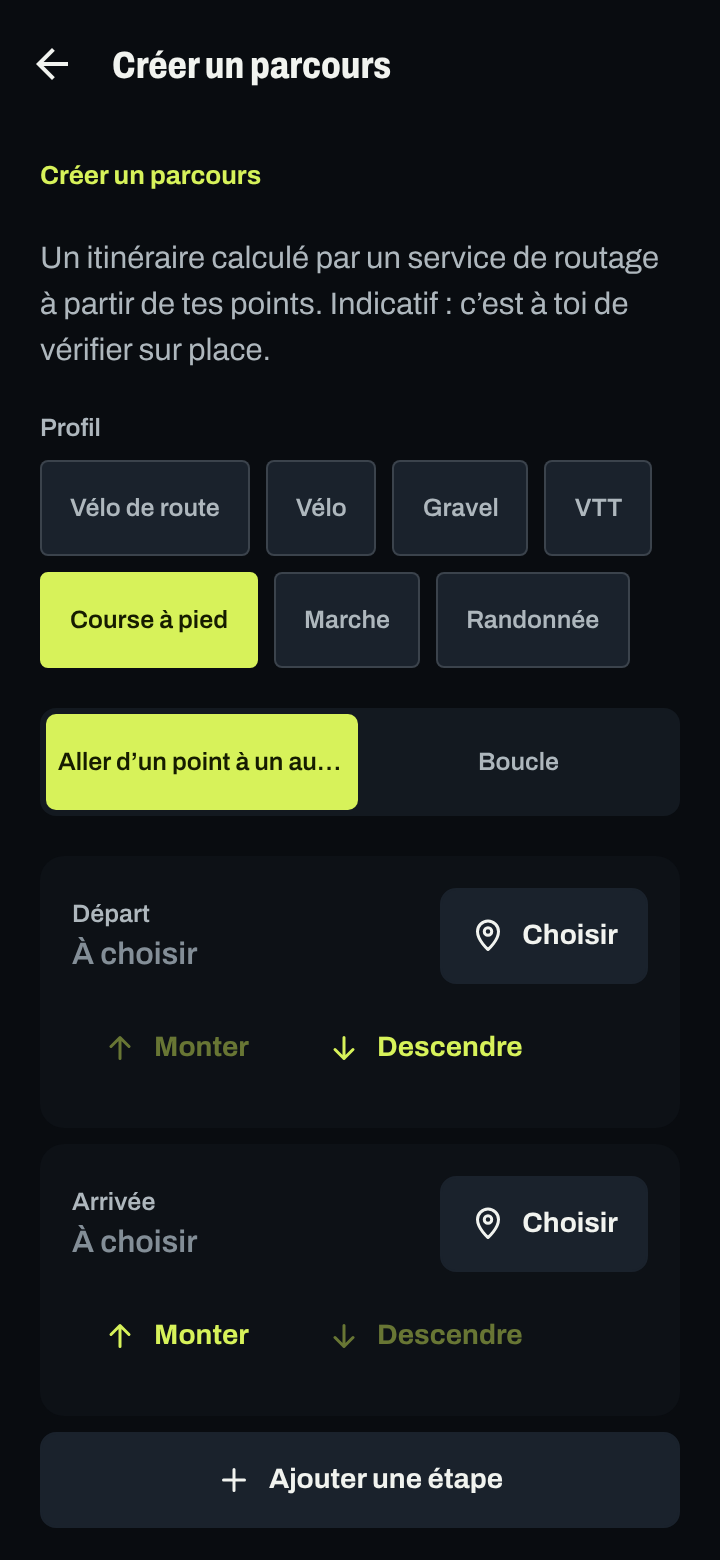 Créer un parcours
Créer un parcours
Un itinéraire calculé par un service de routage
à partir de tes points. Indicatif : c’est à toi de
vérifier sur place.
Profil
Vélo de route
Vélo
Gravel
VTT
Course à pied
Marche
Randonnée
Aller d’un point à un au…
Boucle
Départ
À choisir
Choisir
Monter
Descendre
Arrivée
À choisir
Choisir
Monter
Descendre
Ajouter une étape